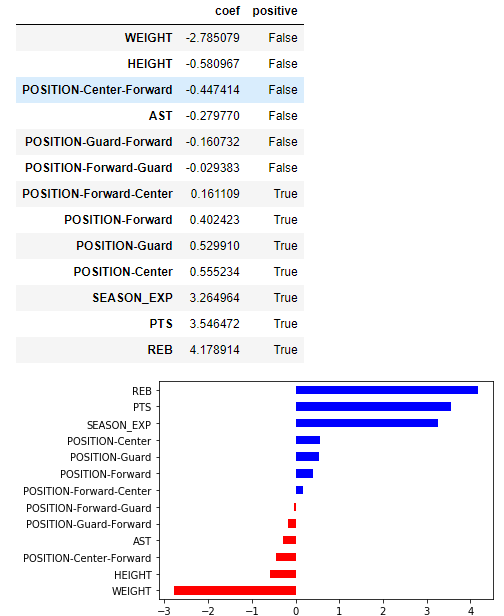 coef positive
WEIGHT -2.785079 False
HEIGHT -0.580967 False
POSITION-Center-Forward -0.447414 False
AST -0.279770 False
POSITION-Guard-Forward -0.160732 False
POSITION-Forward-Guard -0.029383 False
POSITION-Forward-Center 0.161109 True
POSITION-Forward 0.402423 True
POSITION-Guard 0.529910 True
POSITION-Center 0.555234 True
SEASON_EXP 3.264964 True
PTS 3.546472 True
REB 4.178914 True
REB
PTS
SEASON_EXP
POSITION-Center
POSITION-Guard
POSITION-Forward
POSITION-Forward-Center
POSITION-Forward-Guard
POSITION-Guard-Forward
AST
POSITION-Center-Forward
HEIGHT
WEIGHT
−3 −2 −1 0 1 2 3 4